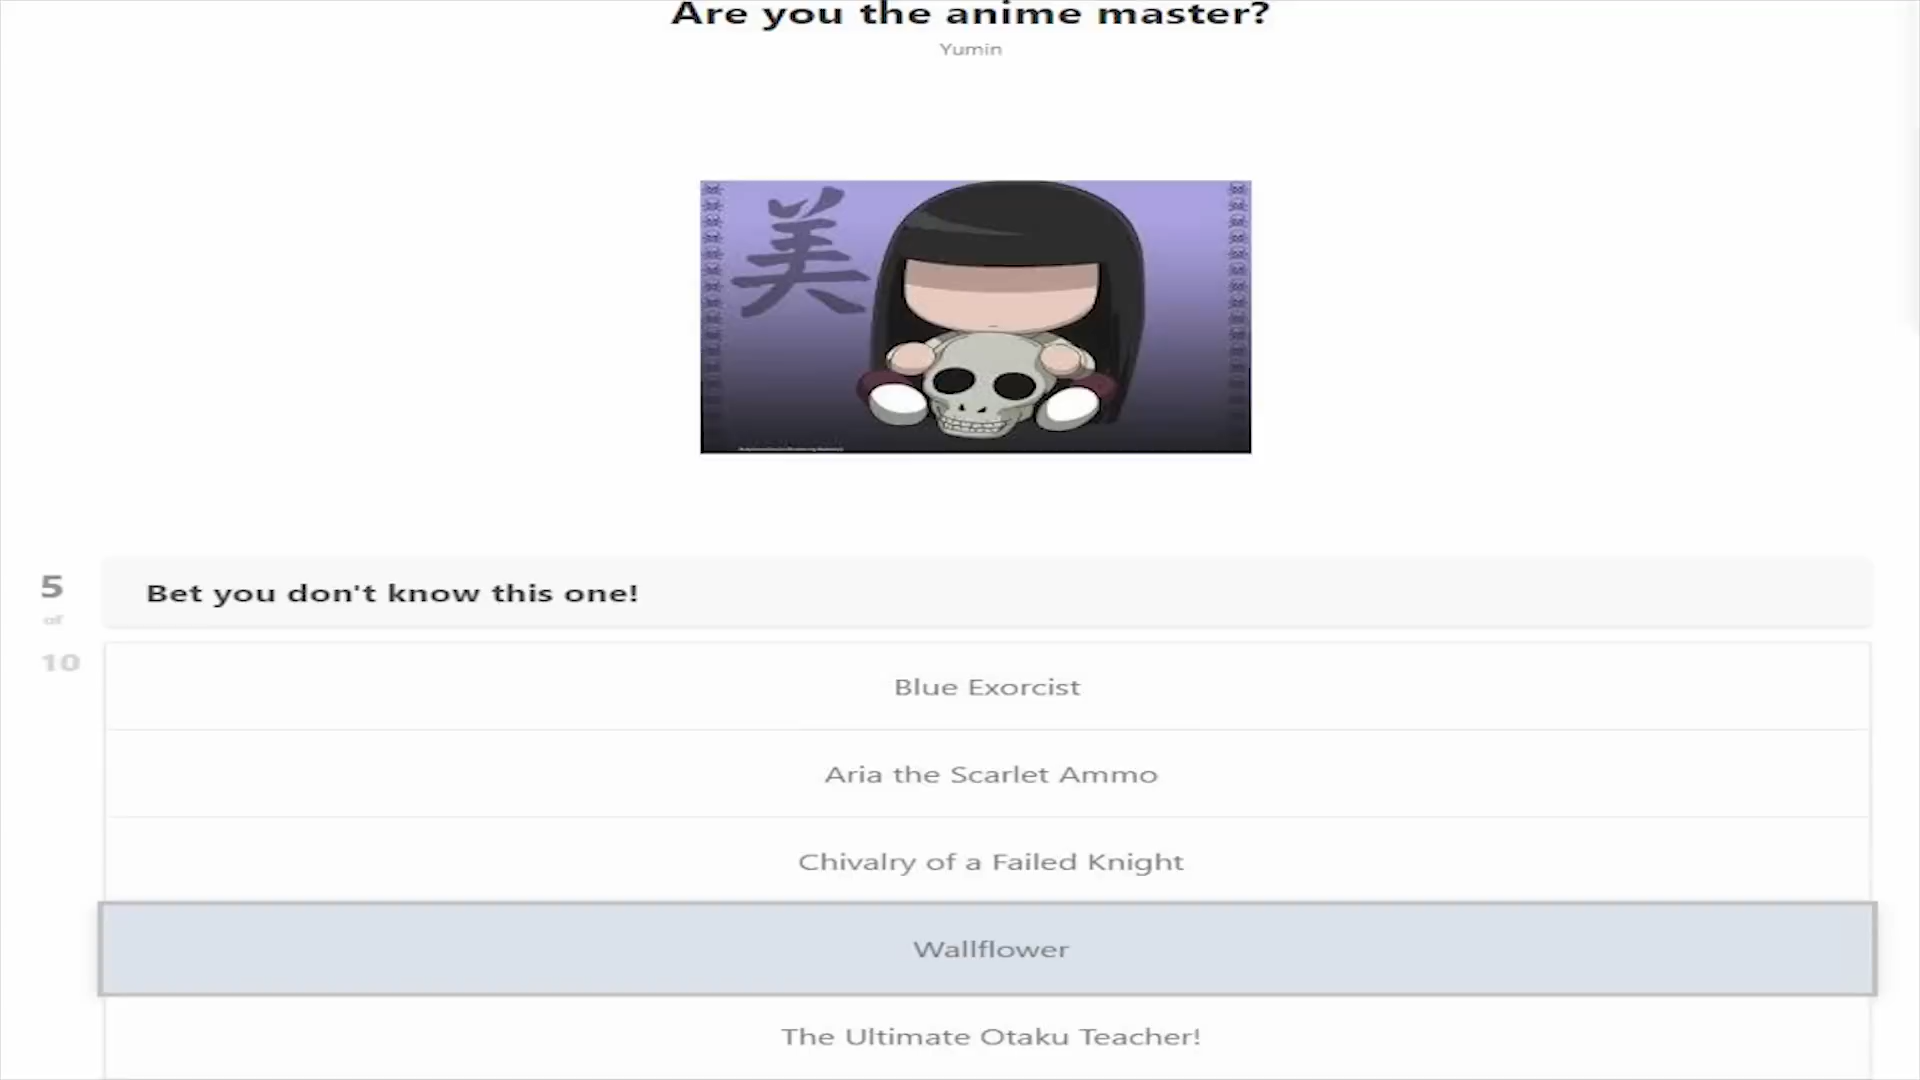 Are you the anime master?
Yumin
美
5
of
10
Bet you don't know this one!
Blue Exorcist
Aria the Scarlet Ammo
Chivalry of a Failed Knight
Wallflower
The Ultimate Otaku Teacher!